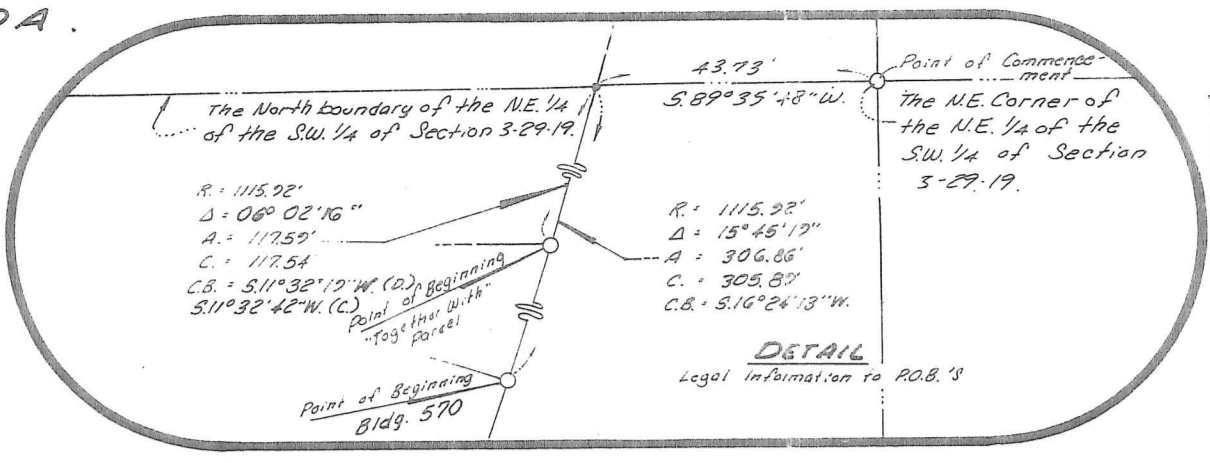 DA .
43.73'
S.89°35'48"W.
Point of Commence-
ment
The North boundary of the N.E. 1/4
of the S.W. 1/4 of Section 3-29-19.
The N.E. Corner of
the N.E. 1/4 of the
S.W. 1/4 of Section
3-29-19.
R. = 1115.92'
Δ = 06° 02'16"
A. = 117.59'
C. = 117.54
C.B. = S.11°32'19"W. (D.)
S.11°32'42"W. (C.)
R. = 1115.92'
Δ = 15°45'19"
A = 306.86'
C. = 305.89'
C.B. = S.16°24'13"W.
Point of Beginning
"Together With"
Parcel
Point of Beginning
Bldg. 570
DETAIL
Legal Information to P.O.B.'S